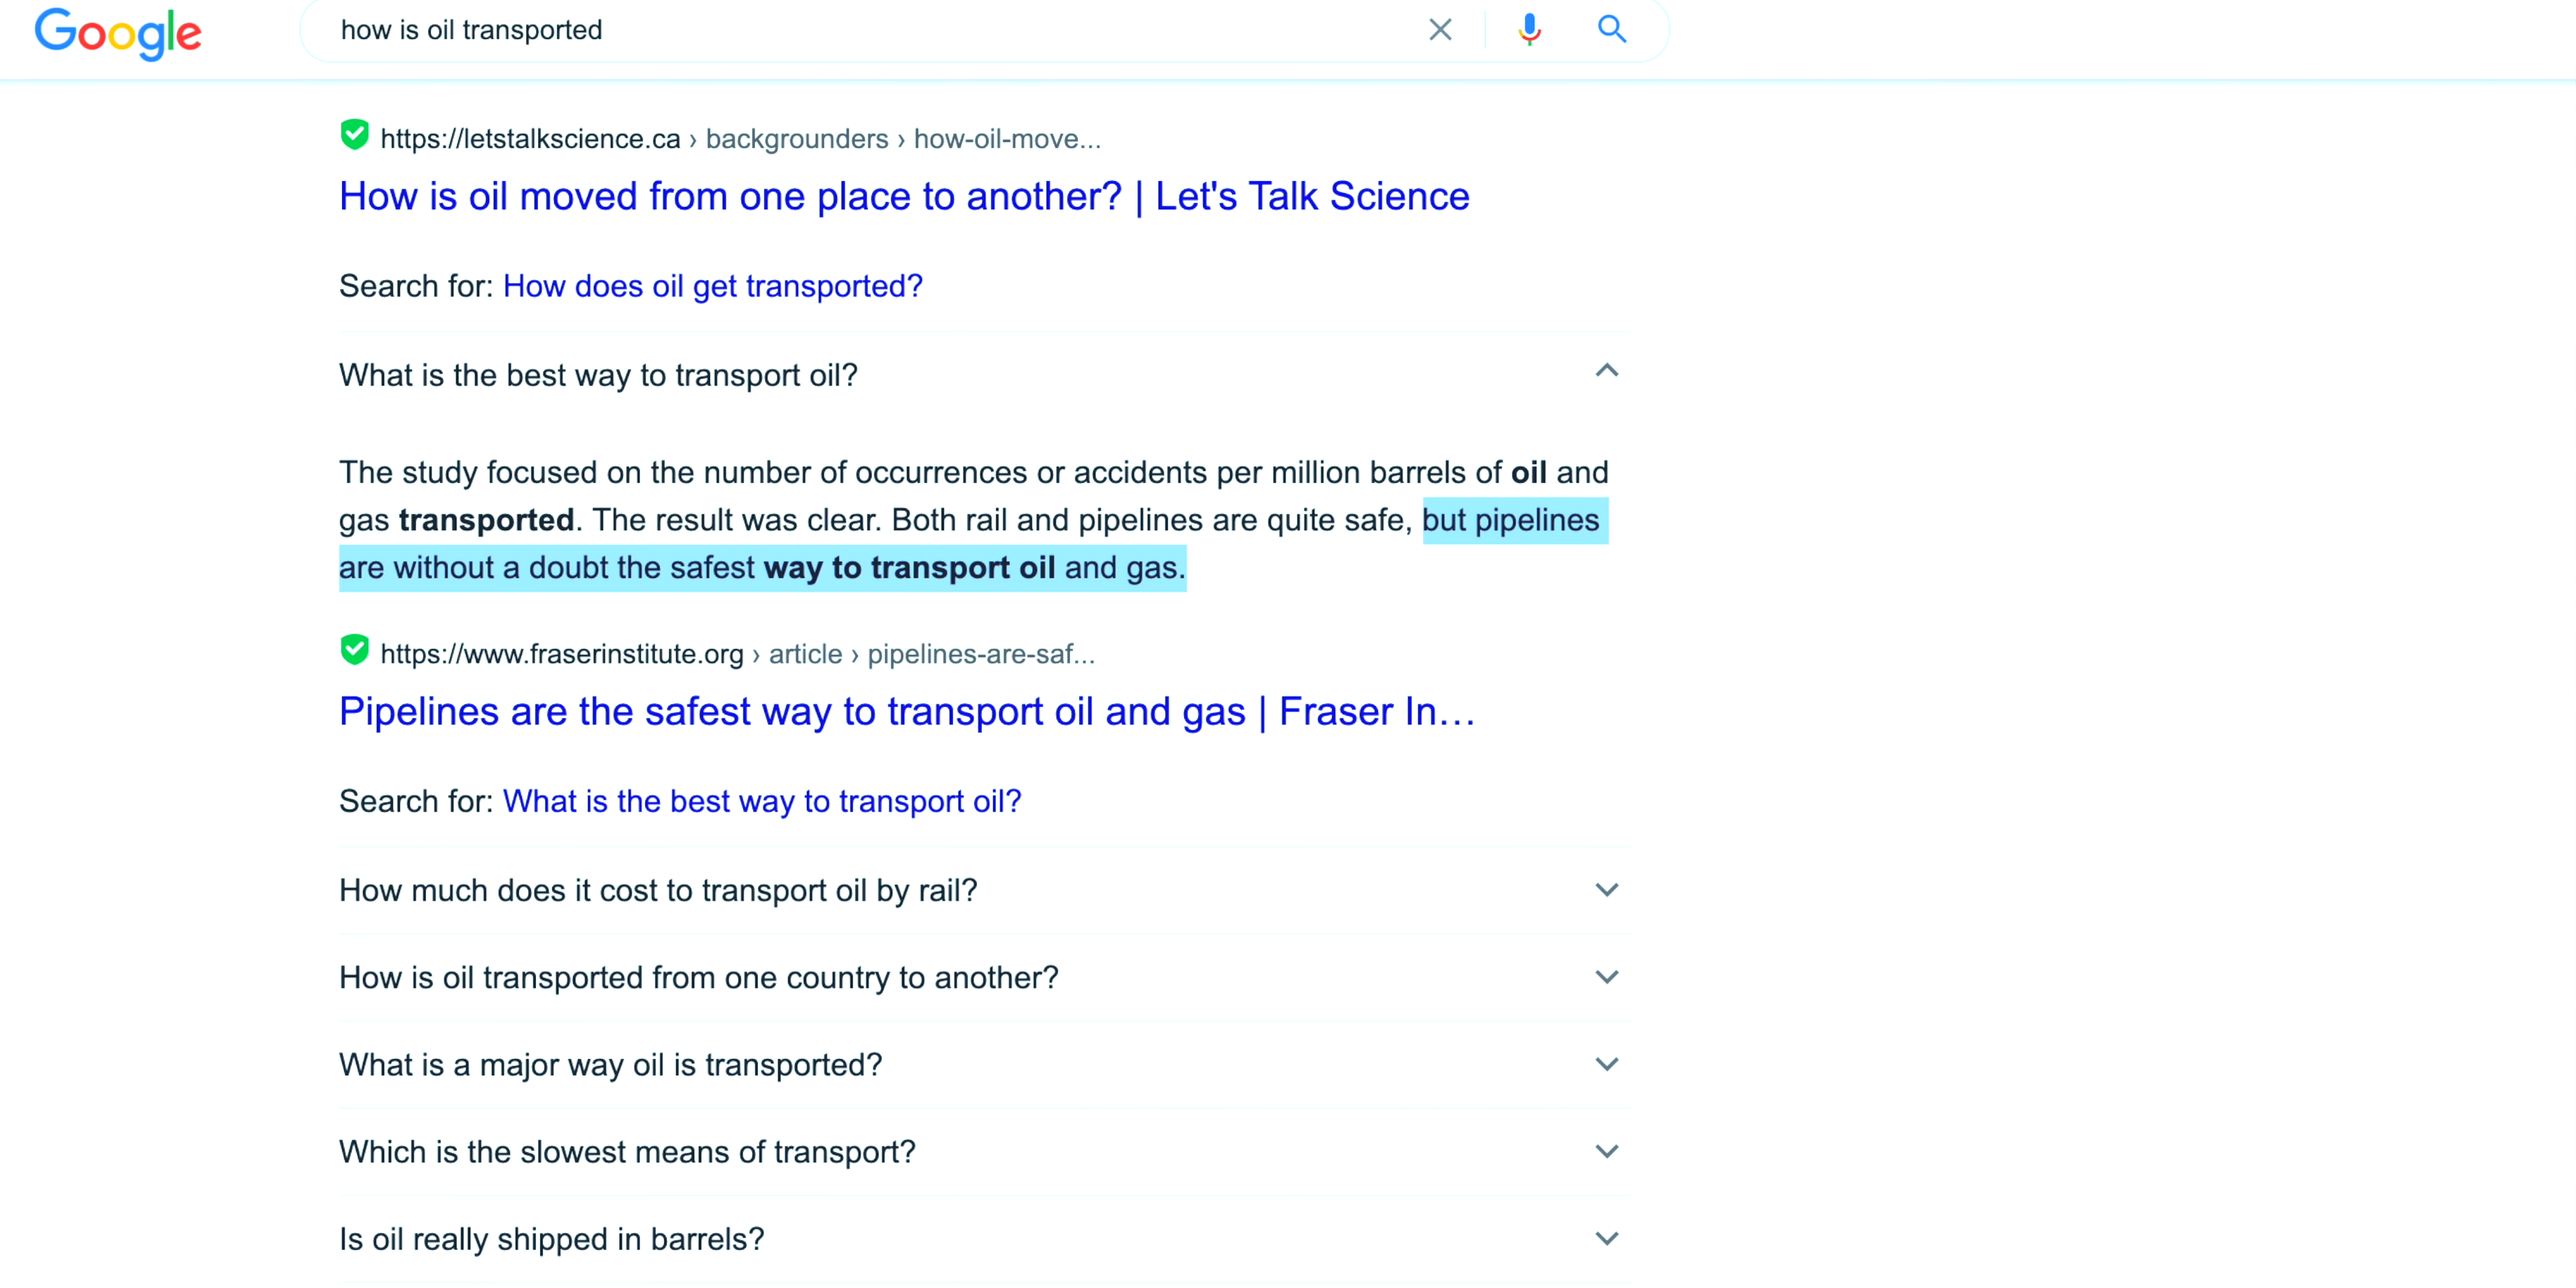 Google
how is oil transported
https://letstalkscience.ca › backgrounders › how-oil-move...
How is oil moved from one place to another? | Let's Talk Science
Search for: How does oil get transported?
What is the best way to transport oil?
The study focused on the number of occurrences or accidents per million barrels of oil and
gas transported. The result was clear. Both rail and pipelines are quite safe, but pipelines
are without a doubt the safest way to transport oil and gas.
https://www.fraserinstitute.org › article › pipelines-are-saf...
Pipelines are the safest way to transport oil and gas | Fraser In...
Search for: What is the best way to transport oil?
How much does it cost to transport oil by rail?
How is oil transported from one country to another?
What is a major way oil is transported?
Which is the slowest means of transport?
Is oil really shipped in barrels?